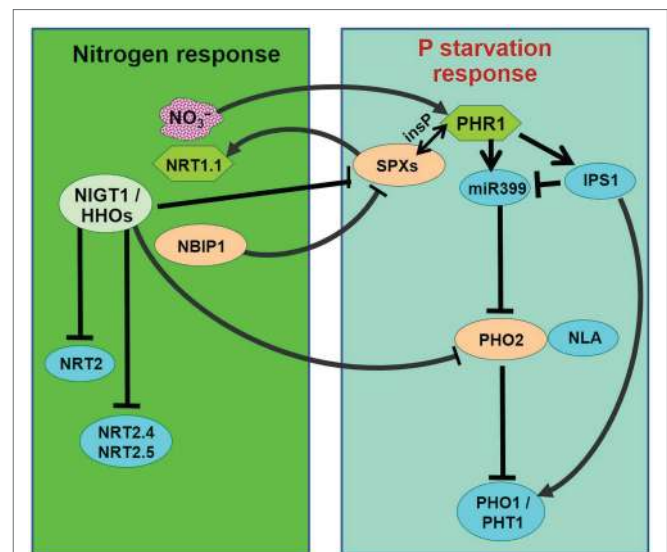 Nitrogen response
P starvation
response
NO₃⁻
NRT1.1
NIGT1 /
HHOs
NBIP1
NRT2
NRT2.4
NRT2.5
insP
PHR1
SPXs
miR399
IPS1
PHO2
NLA
PHO1 /
PHT1